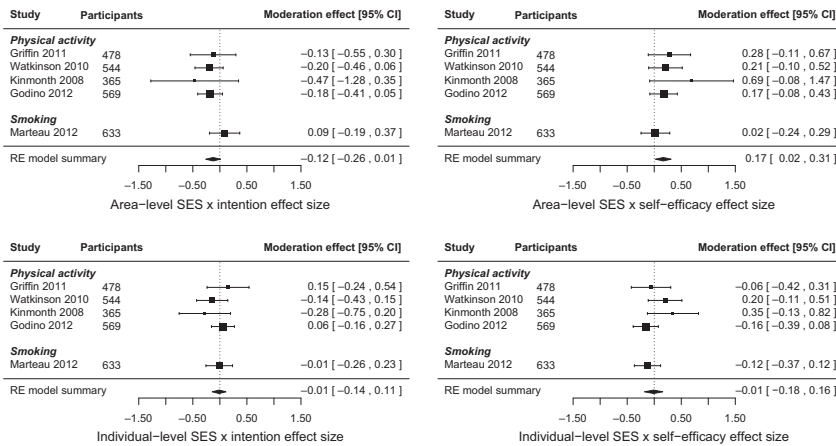 Study Participants Moderation effect [95% CI]
Physical activity
Griffin 2011 478 −0.13 [ −0.55 , 0.30 ]
Watkinson 2010 544 −0.20 [ −0.46 , 0.06 ]
Kinmonth 2008 365 −0.47 [ −1.28 , 0.35 ]
Godino 2012 569 −0.18 [ −0.41 , 0.05 ]
Smoking
Marteau 2012 633 0.09 [ −0.19 , 0.37 ]
RE model summary −0.12 [ −0.26 , 0.01 ]
−1.50 −0.50 0.50 1.50
Area−level SES x intention effect size
Study Participants Moderation effect [95% CI]
Physical activity
Griffin 2011 478 0.28 [ −0.11 , 0.67 ]
Watkinson 2010 544 0.21 [ −0.10 , 0.52 ]
Kinmonth 2008 365 0.69 [ −0.08 , 1.47 ]
Godino 2012 569 0.17 [ −0.08 , 0.43 ]
Smoking
Marteau 2012 633 0.02 [ −0.24 , 0.29 ]
RE model summary 0.17 [ 0.02 , 0.31 ]
−1.50 −0.50 0.50 1.50
Area−level SES x self−efficacy effect size
Study Participants Moderation effect [95% CI]
Physical activity
Griffin 2011 478 0.15 [ −0.24 , 0.54 ]
Watkinson 2010 544 −0.14 [ −0.43 , 0.15 ]
Kinmonth 2008 365 −0.28 [ −0.75 , 0.20 ]
Godino 2012 569 0.06 [ −0.16 , 0.27 ]
Smoking
Marteau 2012 633 −0.01 [ −0.26 , 0.23 ]
RE model summary −0.01 [ −0.14 , 0.11 ]
−1.50 −0.50 0.50 1.50
Individual−level SES x intention effect size
Study Participants Moderation effect [95% CI]
Physical activity
Griffin 2011 478 −0.06 [ −0.42 , 0.31 ]
Watkinson 2010 544 0.20 [ −0.11 , 0.51 ]
Kinmonth 2008 365 0.35 [ −0.13 , 0.82 ]
Godino 2012 569 −0.16 [ −0.39 , 0.08 ]
Smoking
Marteau 2012 633 −0.12 [ −0.37 , 0.12 ]
RE model summary −0.01 [ −0.18 , 0.16 ]
−1.50 −0.50 0.50 1.50
Individual−level SES x self−efficacy effect size